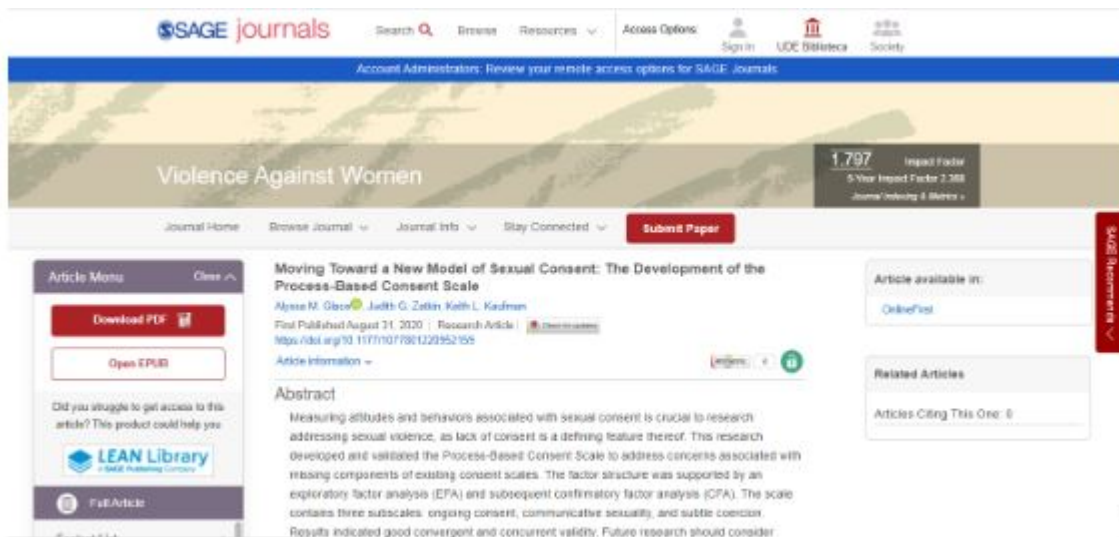 SAGE journals
Search
Browse
Resources
Access Options:
Sign In
UDE Biblioteca
Society
Account Administrators: Review your remote access options for SAGE Journals
Violence Against Women
1.797 Impact Factor
5-Year Impact Factor 2.388
Journal Indexing & Metrics »
Journal Home
Browse Journal
Journal Info
Stay Connected
Submit Paper
SAGE Recommends
Article Menu
Close
Download PDF
Open EPUB
Did you struggle to get access to this
article? This product could help you
LEAN Library
A SAGE Publishing Company
Full Article
Moving Toward a New Model of Sexual Consent: The Development of the
Process-Based Consent Scale
Alyssa M. Judith G. Zatkin, Keith L. Kaufman
First Published August 31, 2020 | Research Article | Check for updates
https://doi.org/10.1177/1077801220952159
Article information
Abstract
Measuring attitudes and behaviors associated with sexual consent is crucial to research
addressing sexual violence, as lack of consent is a defining feature thereof. This research
developed and validated the Process-Based Consent Scale to address concerns associated with
missing components of existing consent scales. The factor structure was supported by an
exploratory factor analysis (EFA) and subsequent confirmatory factor analysis (CFA). The scale
contains three subscales: ongoing consent, communicative sexuality, and subtle coercion.
Results indicated good convergent and concurrent validity. Future research should consider
Article available in:
OnlineFirst
Related Articles
Articles Citing This One: 0